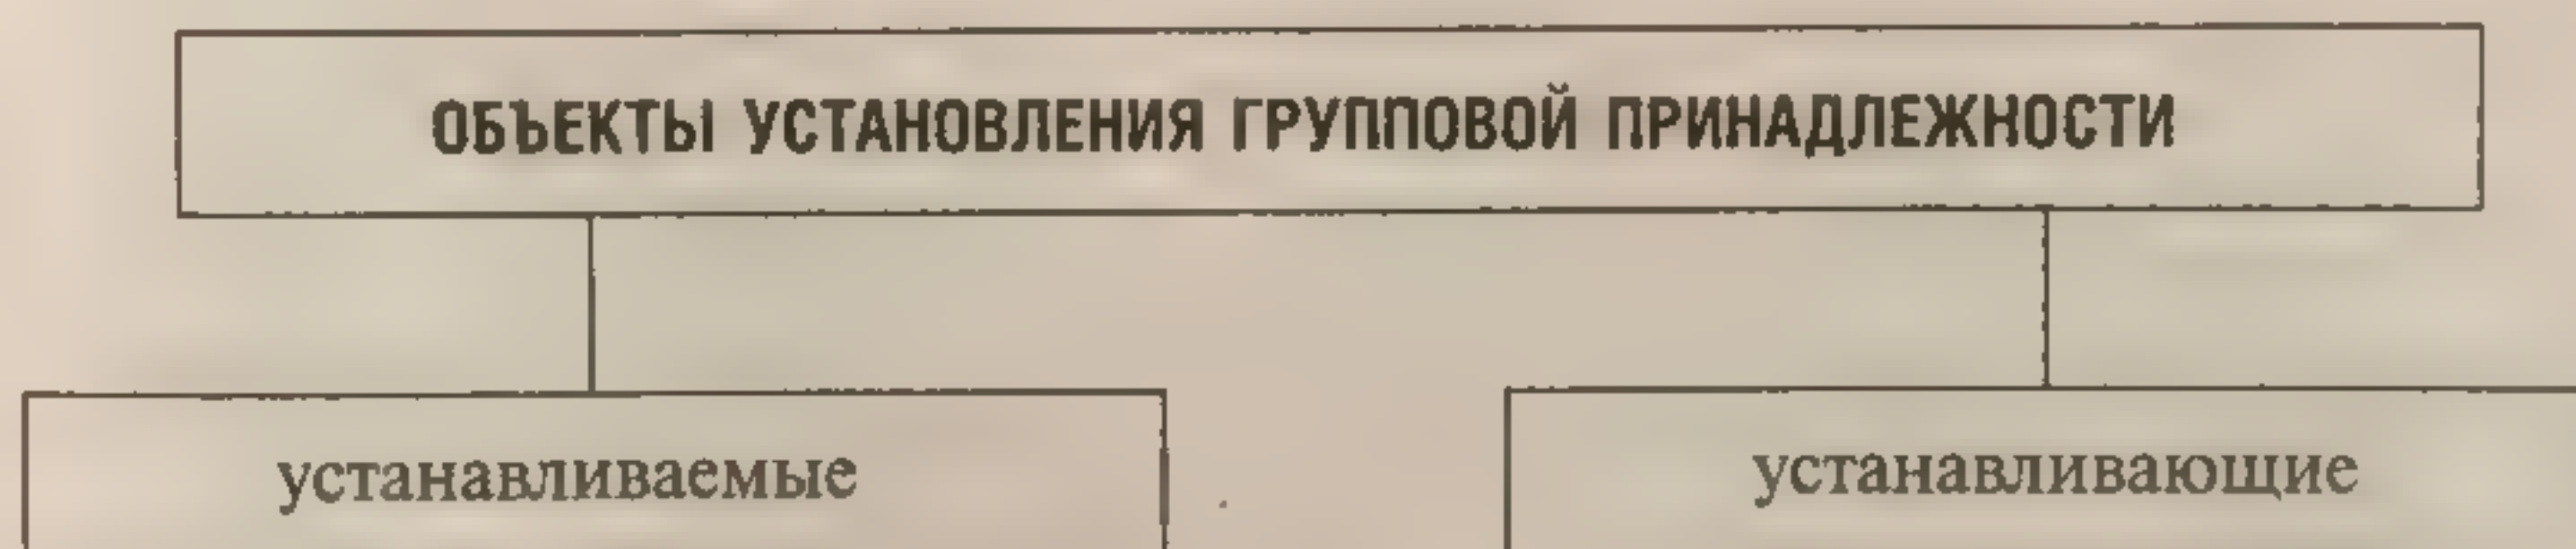 ОБЪЕКТЫ УСТАНОВЛЕНИЯ ГРУППОВОЙ ПРИНАДЛЕЖНОСТИ
устанавливаемые
устанавливающие